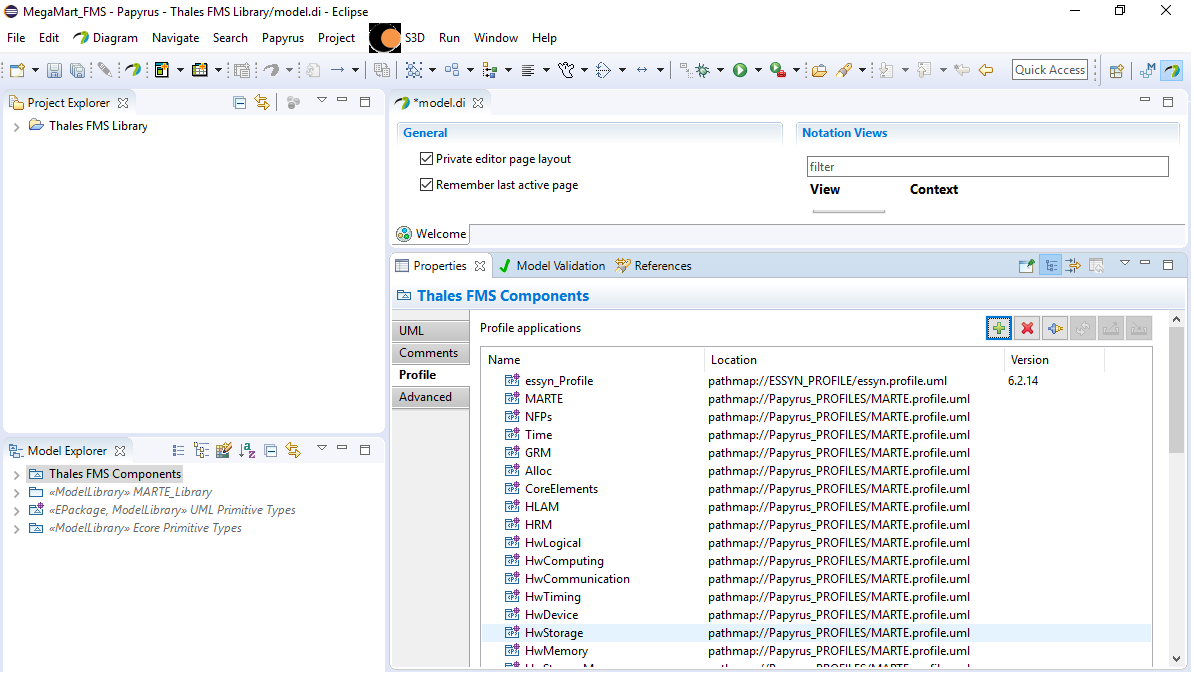 MegaMart_FMS - Papyrus - Thales FMS Library/model.di - Eclipse
File Edit Diagram Navigate Search Papyrus Project S3D Run Window Help
Quick Access
Project Explorer
Thales FMS Library
*model.di
General
Private editor page layout
Remember last active page
Notation Views
filter
View Context
Welcome
Model Explorer
Thales FMS Components
«ModelLibrary» MARTE_Library
«EPackage, ModelLibrary» UML Primitive Types
«ModelLibrary» Ecore Primitive Types
Properties Model Validation References
Thales FMS Components
UML
Comments
Profile
Advanced
Profile applications
Name Location Version
essyn_Profile pathmap://ESSYN_PROFILE/essyn.profile.uml 6.2.14
MARTE pathmap://Papyrus_PROFILES/MARTE.profile.uml
NFPs pathmap://Papyrus_PROFILES/MARTE.profile.uml
Time pathmap://Papyrus_PROFILES/MARTE.profile.uml
GRM pathmap://Papyrus_PROFILES/MARTE.profile.uml
Alloc pathmap://Papyrus_PROFILES/MARTE.profile.uml
CoreElements pathmap://Papyrus_PROFILES/MARTE.profile.uml
HLAM pathmap://Papyrus_PROFILES/MARTE.profile.uml
HRM pathmap://Papyrus_PROFILES/MARTE.profile.uml
HwLogical pathmap://Papyrus_PROFILES/MARTE.profile.uml
HwComputing pathmap://Papyrus_PROFILES/MARTE.profile.uml
HwCommunication pathmap://Papyrus_PROFILES/MARTE.profile.uml
HwTiming pathmap://Papyrus_PROFILES/MARTE.profile.uml
HwDevice pathmap://Papyrus_PROFILES/MARTE.profile.uml
HwStorage pathmap://Papyrus_PROFILES/MARTE.profile.uml
HwMemory pathmap://Papyrus_PROFILES/MARTE.profile.uml